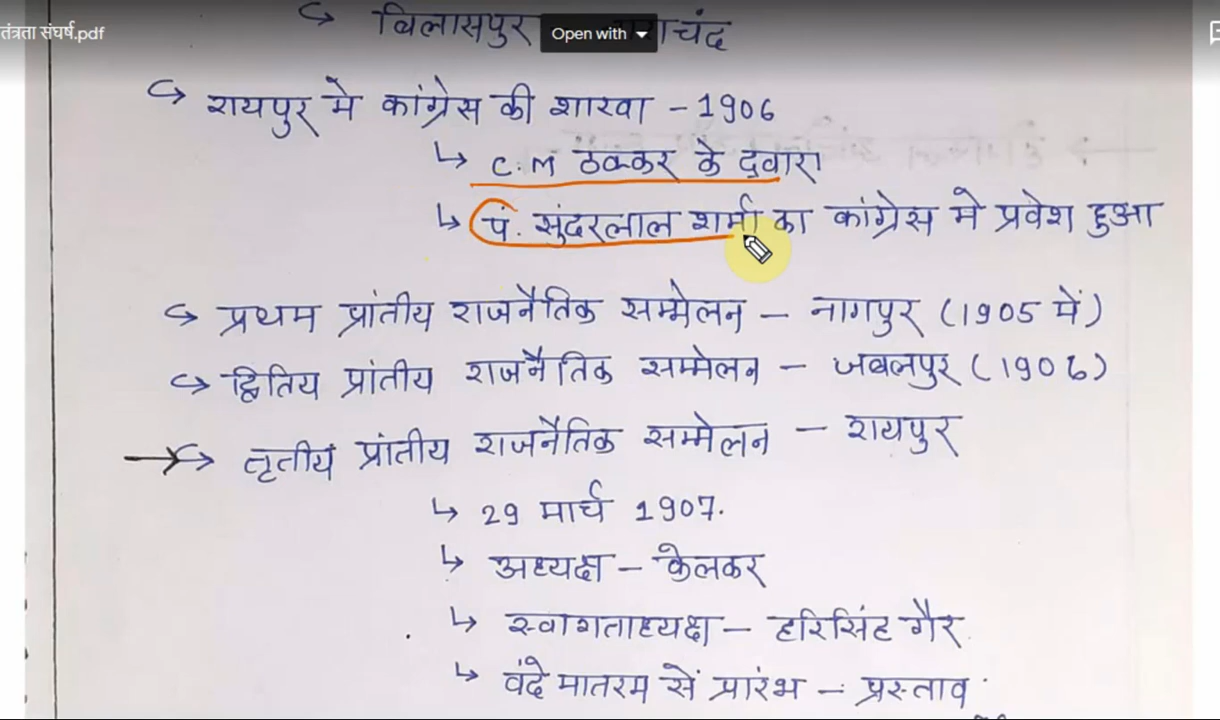 तंत्रता संघर्ष.pdf
Open with
↳ बिलासपुर
↪ रायपुर मे कांग्रेस की शाखा - 1906
↳ C.M ठक्कर के द्वारा
↳ पं. सुंदरलाल शर्मा का कांग्रेस मे प्रवेश हुआ
↪ प्रथम प्रांतीय राजनैतिक सम्मेलन - नागपुर (1905 में)
↪ द्वितिय प्रांतीय राजनैतिक सम्मेलन - जबलपुर (1906)
→ तृतीय प्रांतीय राजनैतिक सम्मेलन - रायपुर
↳ 29 मार्च 1907.
↳ अध्यक्ष - केलकर
↳ स्वागताध्यक्ष - हरिसिंह गैर
↳ वंदे मातरम सें प्रारंभ - प्रस्ताव